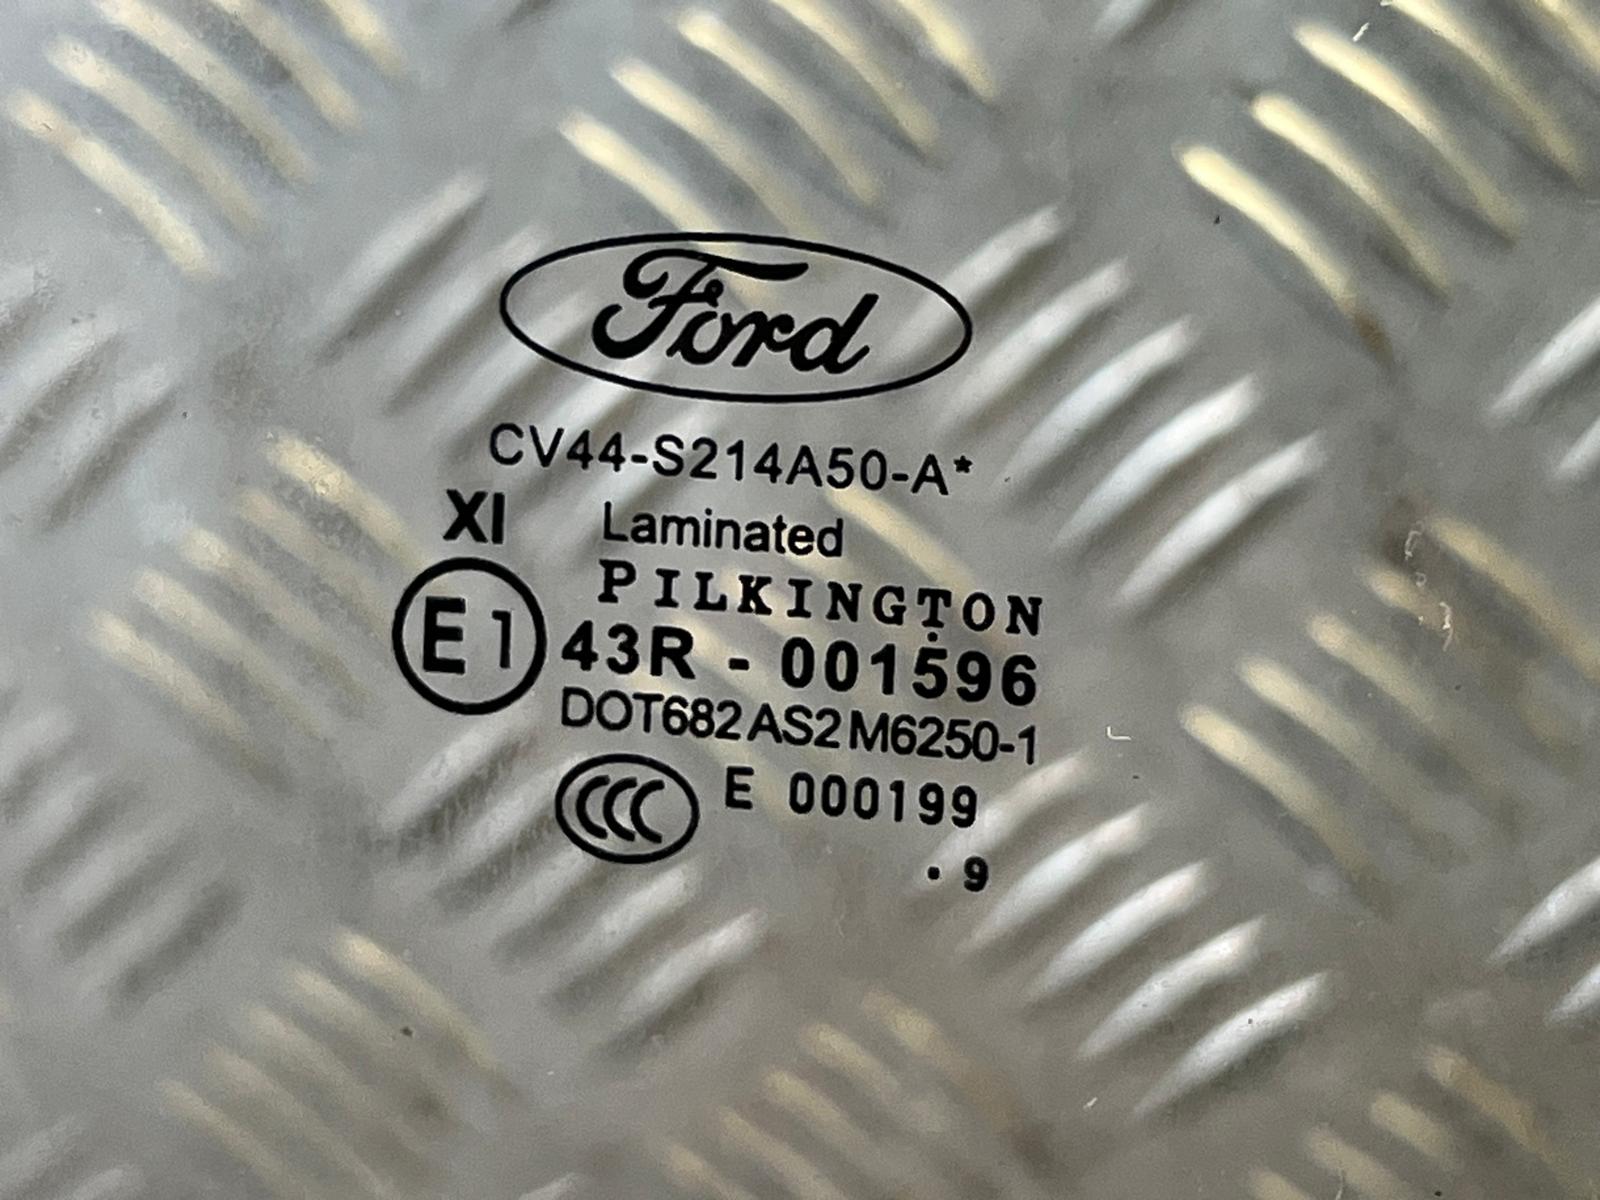 Ford
CV44-S214A50-A*
XI Laminated
PILKINGTON
E1 43R - 001596
DOT682 AS2 M6250-1
CCC E 000199
. 9